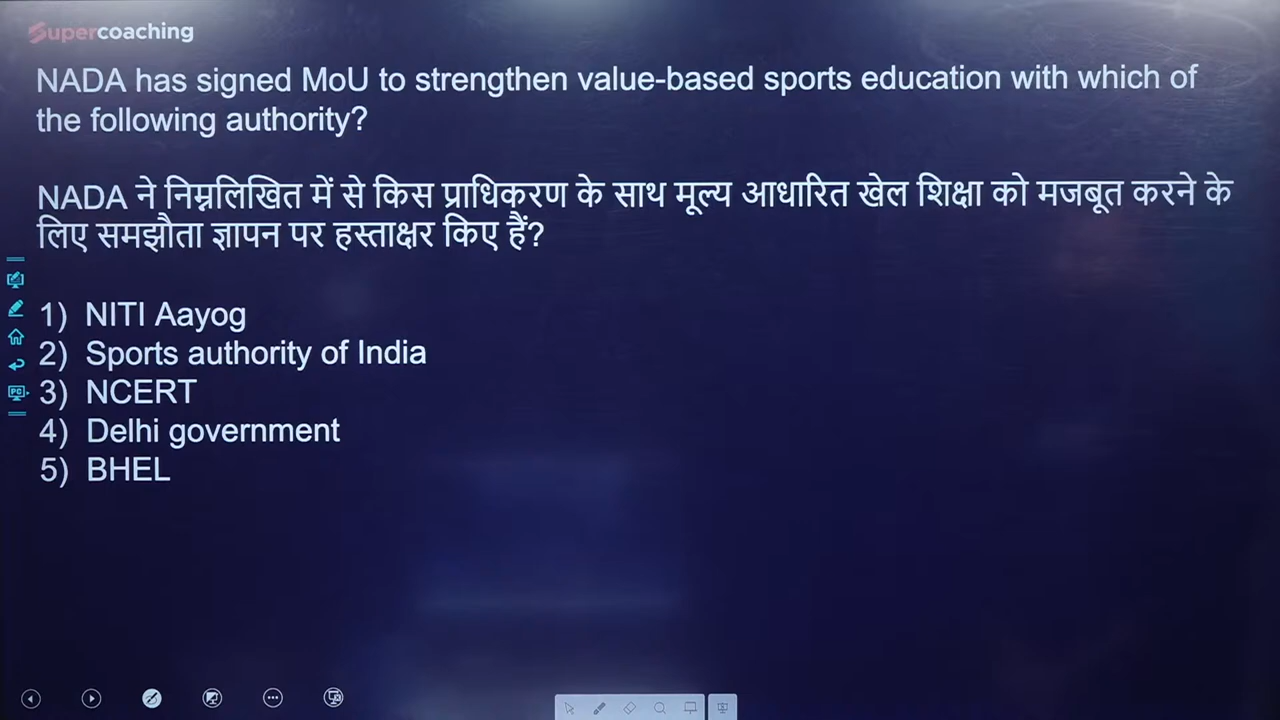 Supercoaching
NADA has signed MoU to strengthen value-based sports education with which of
the following authority?
NADA ने निम्नलिखित में से किस प्राधिकरण के साथ मूल्य आधारित खेल शिक्षा को मजबूत करने के
लिए समझौता ज्ञापन पर हस्ताक्षर किए हैं?
1) NITI Aayog
2) Sports authority of India
3) NCERT
4) Delhi government
5) BHEL
PC